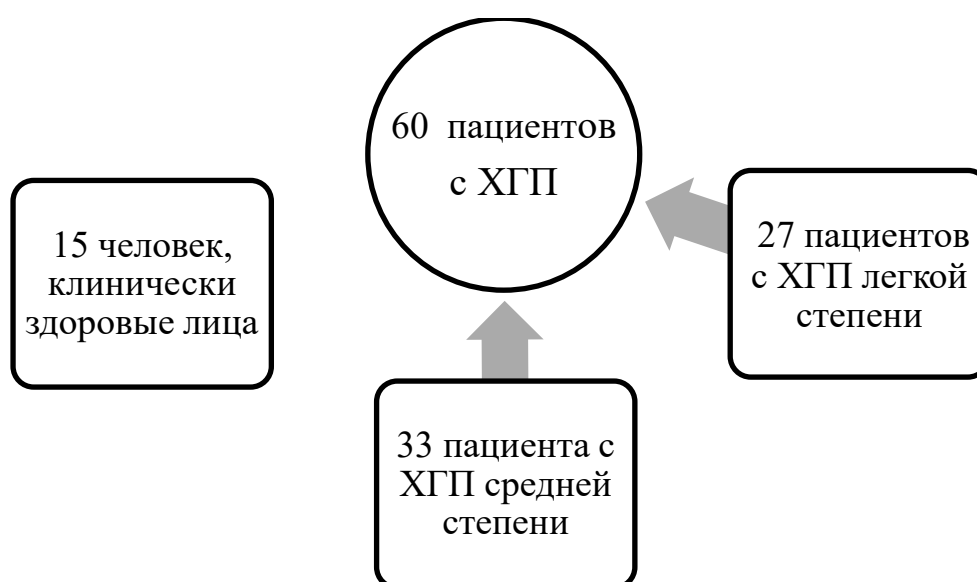 60 пациентов
с ХГП
15 человек,
клинически
здоровые лица
27 пациентов
с ХГП легкой
степени
33 пациента с
ХГП средней
степени